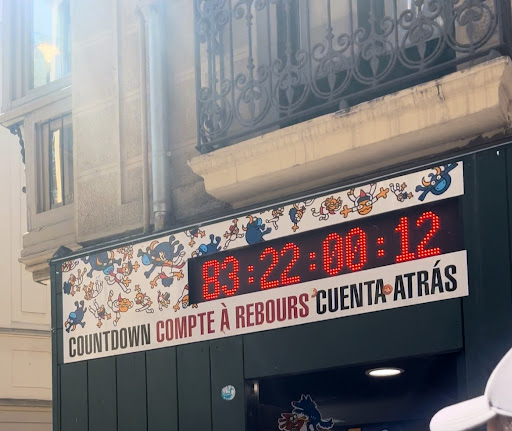 83:22:00:12
COUNTDOWN COMPTE À REBOURS CUENTA ATRÁS